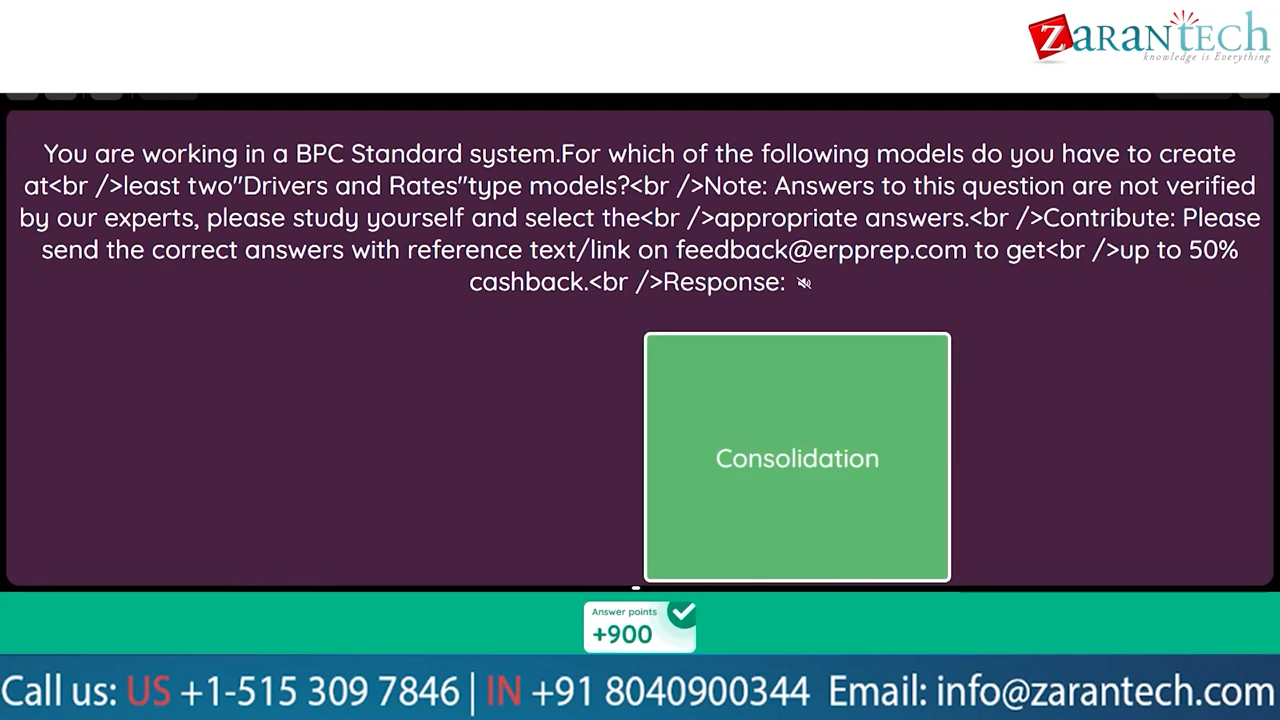 ZaranTech
knowledge is Everything
You are working in a BPC Standard system.For which of the following models do you have to create
at<br />least two"Drivers and Rates"type models?<br />Note: Answers to this question are not verified
by our experts, please study yourself and select the<br />appropriate answers.<br />Contribute: Please
send the correct answers with reference text/link on feedback@erpprep.com to get<br />up to 50%
cashback.<br />Response:
Consolidation
Answer points
+900
Call us: US +1-515 309 7846 | IN +91 8040900344 Email: info@zarantech.com